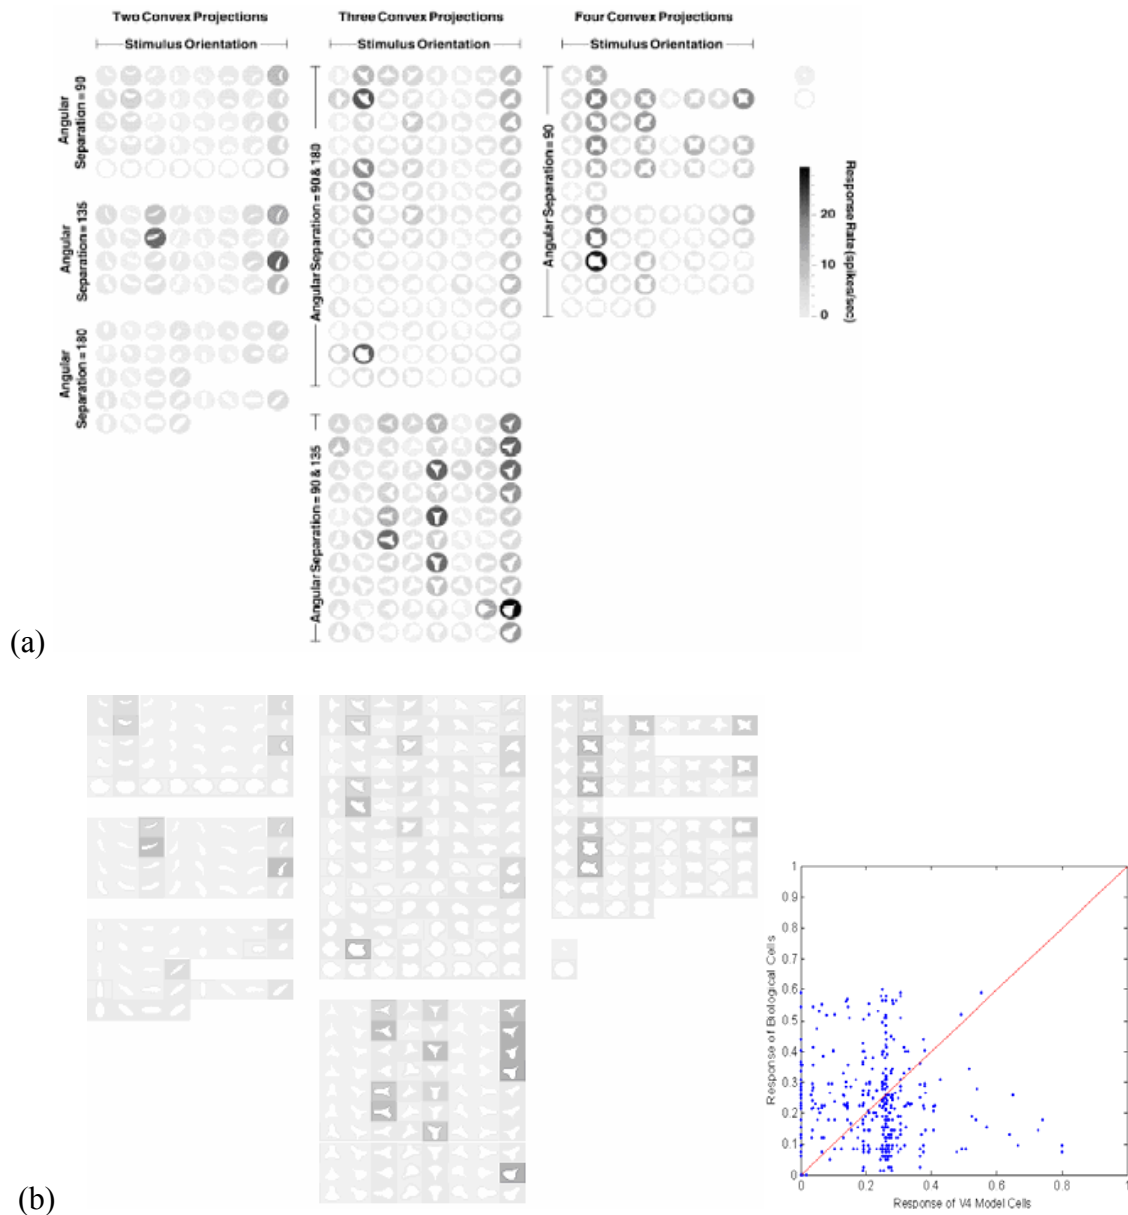 Two Convex Projections
Three Convex Projections
Four Convex Projections
Stimulus Orientation
Stimulus Orientation
Stimulus Orientation
Angular
Separation = 90
Angular
Separation = 135
Angular
Separation = 180
Angular Separation = 90 & 180
Angular Separation = 90 & 135
Angular Separation = 90
20
10
0
Response Rate (spikes/sec)
(a)
(b)
1
0.9
0.8
0.7
0.6
0.5
0.4
0.3
0.2
0.1
0
0
0.2
0.4
0.6
0.8
1
Response of Biological Cells
Response of V4 Model Cells